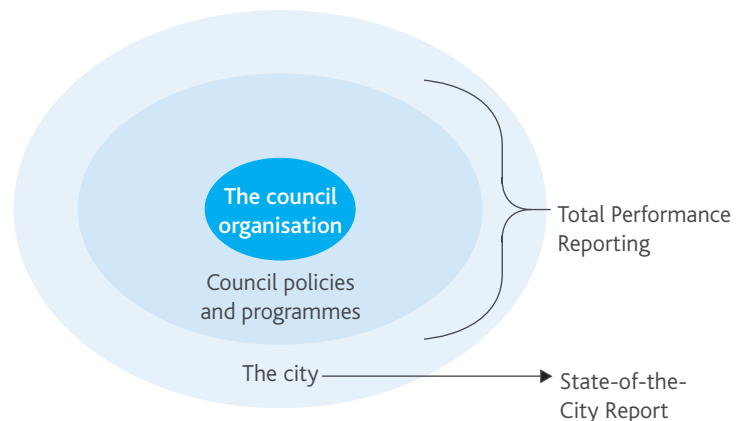 The council
organisation
Council policies
and programmes
Total Performance
Reporting
The city
State-of-the-
City Report